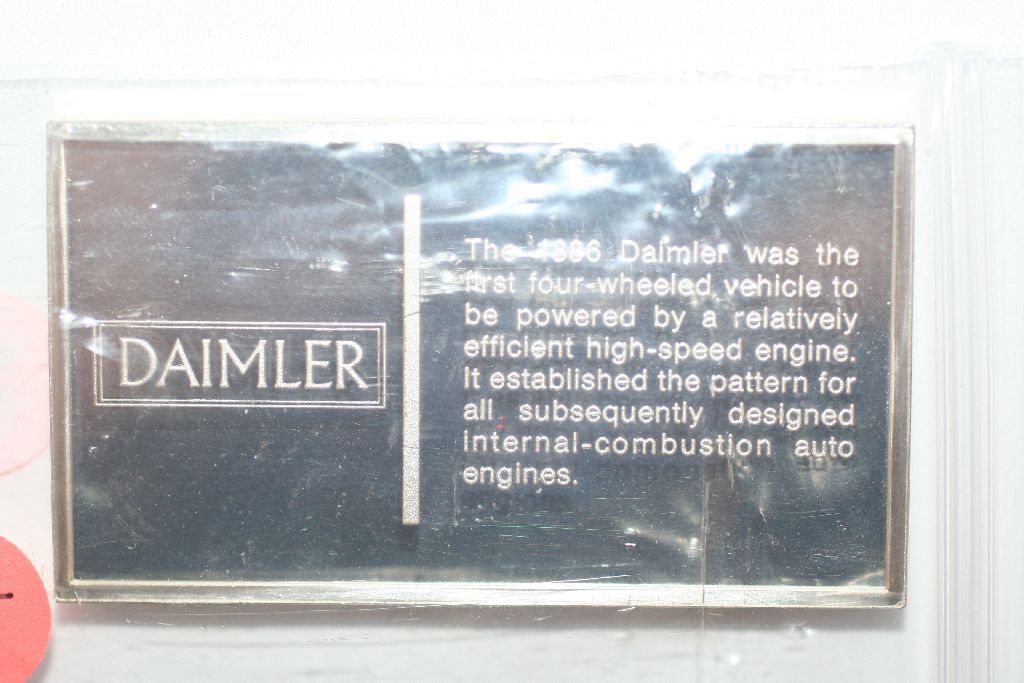 DAIMLER
The 1886 Daimler was the
first four-wheeled vehicle to
be powered by a relatively
efficient high-speed engine.
It established the pattern for
all subsequently designed
internal-combustion auto
engines.